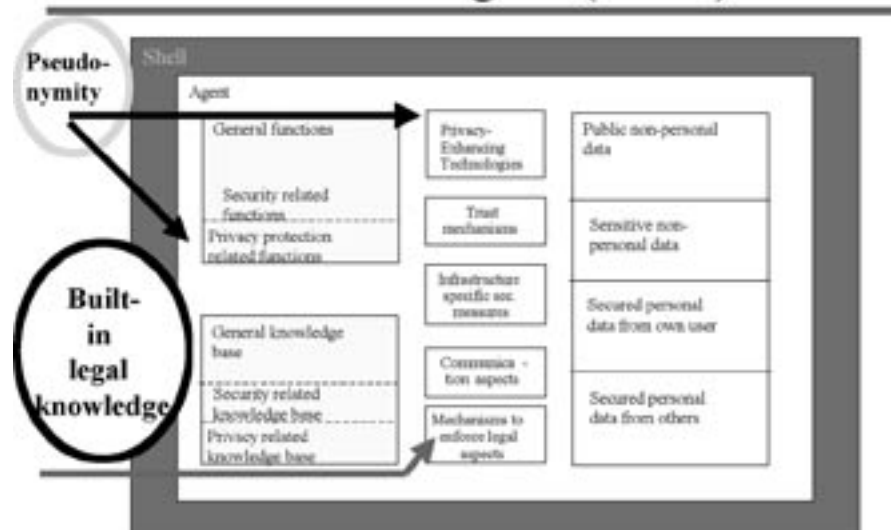 Pseudo-
nymity
Shell
Agent
General functions
Security related
functions
Privacy protection
related functions
General knowledge
base
Security related
knowledge base
Privacy related
knowledge base
Privacy-
Enhancing
Technologies
Trust
mechanisms
Infrastructure
specific sec.
measures
Communica -
tion aspects
Mechanisms to
enforce legal
aspects
Public non-personal
data
Sensitive non-
personal data
Secured personal
data from own user
Secured personal
data from others
Built-
in
legal
knowledge